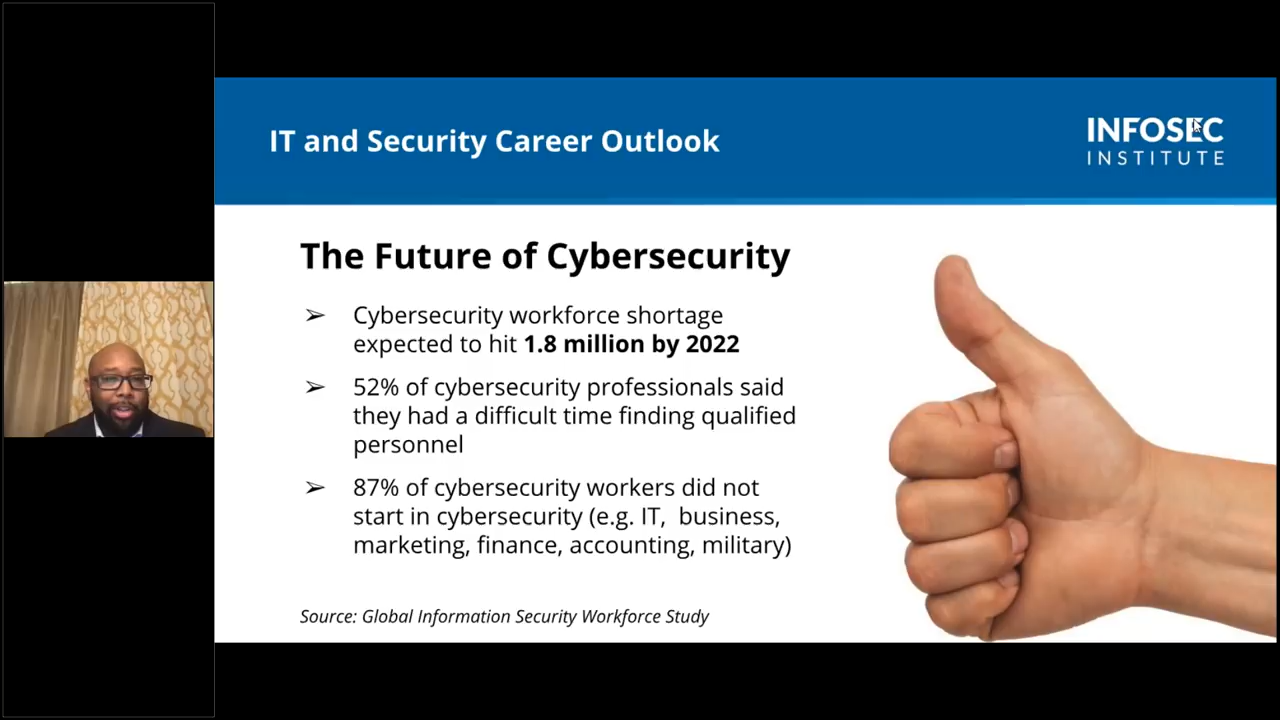 IT and Security Career Outlook
INFOSEC
INSTITUTE
The Future of Cybersecurity
➢ Cybersecurity workforce shortage
expected to hit 1.8 million by 2022
➢ 52% of cybersecurity professionals said
they had a difficult time finding qualified
personnel
➢ 87% of cybersecurity workers did not
start in cybersecurity (e.g. IT, business,
marketing, finance, accounting, military)
Source: Global Information Security Workforce Study